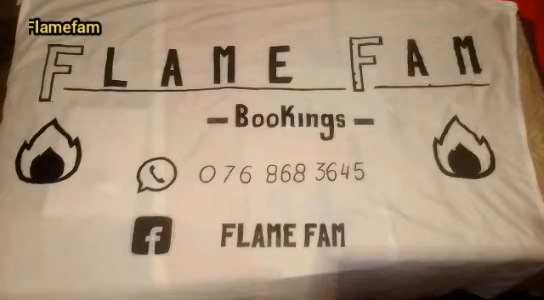 Flamefam
FLAME FAM
- BooKings -
076 868 3645
f FLAME FAM